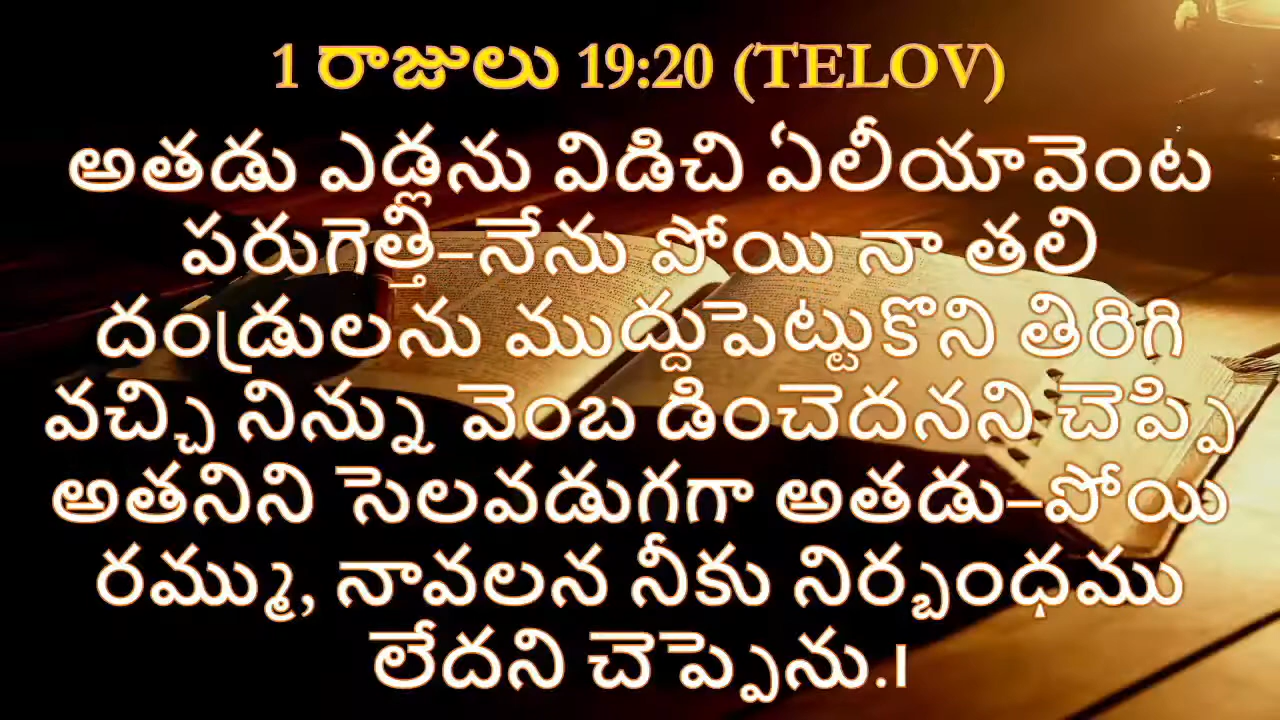 1 రాజులు 19:20 (TELOV)
అతడు ఎడ్లను విడిచి ఏలీయావెంట
పరుగెత్తి–నేను పోయి నా తలి
దండ్రులను ముద్దుపెట్టుకొని తిరిగి
వచ్చి నిన్ను వెంబ డించెదనని చెప్పి
అతనిని సెలవడుగగా అతడు–పోయి
రమ్ము, నావలన నీకు నిర్బంధము
లేదని చెప్పెను.।